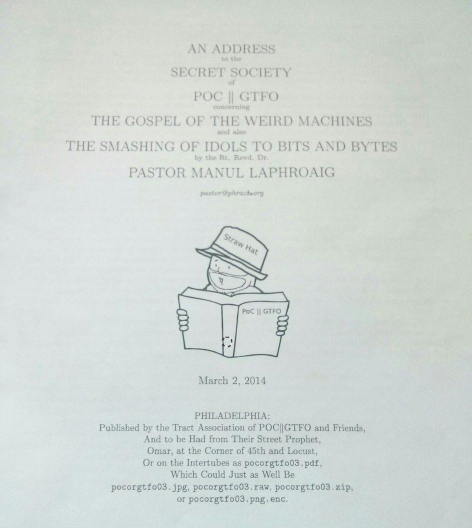 AN ADDRESS
to the
SECRET SOCIETY
of
POC || GTFO
concerning
THE GOSPEL OF THE WEIRD MACHINES
and also
THE SMASHING OF IDOLS TO BITS AND BYTES
by the Rt. Revd. Dr.
PASTOR MANUL LAPHROAIG
pastor@phrack.org
Straw Hat
PoC || GTFO
March 2, 2014
PHILADELPHIA:
Published by the Tract Association of POC||GTFO and Friends,
And to be Had from Their Street Prophet,
Omar, at the Corner of 45th and Locust,
Or on the Intertubes as pocorgtfo03.pdf,
Which Could Just as Well Be
pocorgtfo03.jpg, pocorgtfo03.raw, pocorgtfo03.zip,
or pocorgtfo03.png.enc.